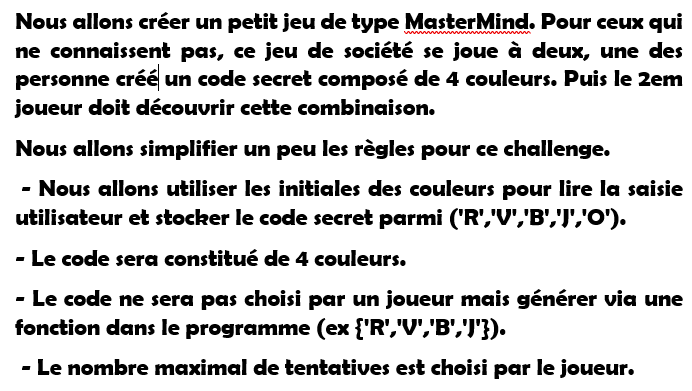 Nous allons créer un petit jeu de type MasterMind. Pour ceux qui
ne connaissent pas, ce jeu de société se joue à deux, une des
personne créé un code secret composé de 4 couleurs. Puis le 2em
joueur doit découvrir cette combinaison.
Nous allons simplifier un peu les règles pour ce challenge.
- Nous allons utiliser les initiales des couleurs pour lire la saisie
utilisateur et stocker le code secret parmi ('R','V','B','J','O').
- Le code sera constitué de 4 couleurs.
- Le code ne sera pas choisi par un joueur mais générer via une
fonction dans le programme (ex {'R','V','B','J'}).
- Le nombre maximal de tentatives est choisi par le joueur.